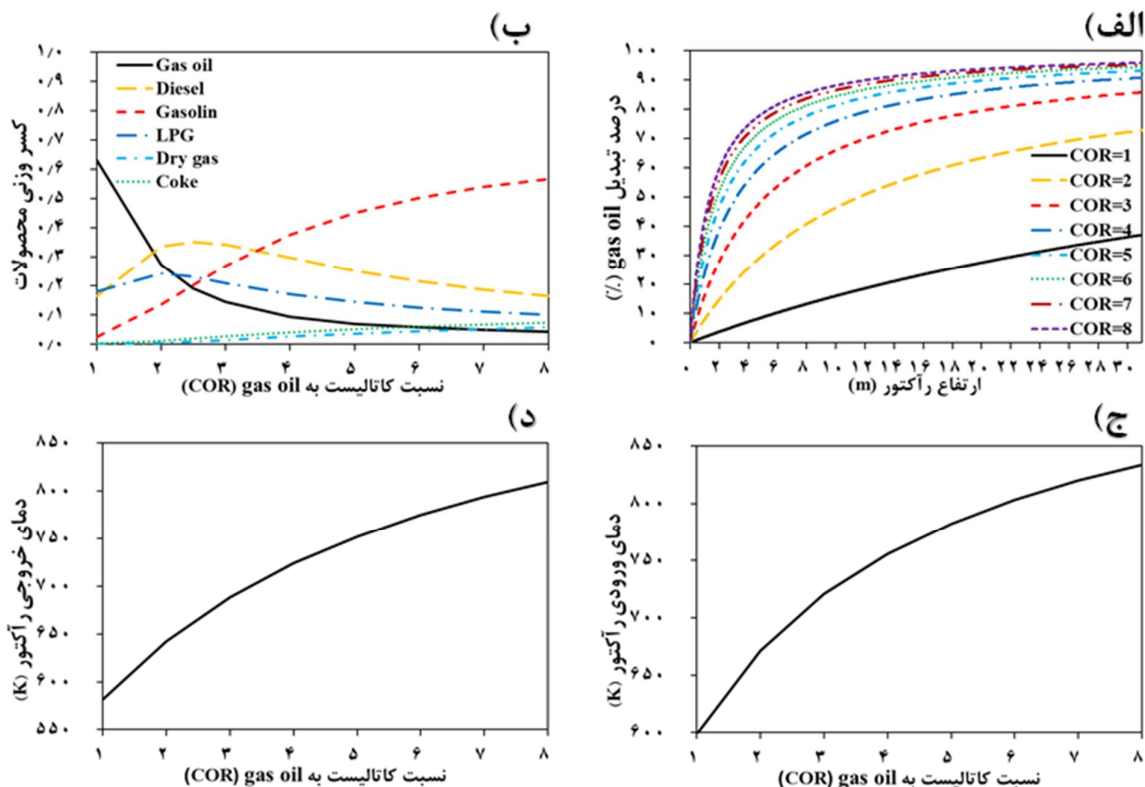 الف)
درصد تبدیل gas oil (٪)
۱۰۰
۹۰
۸۰
۷۰
۶۰
۵۰
۴۰
۳۰
۲۰
۱۰
۰
COR=1
COR=2
COR=3
COR=4
COR=5
COR=6
COR=7
COR=8
۰ ۲ ۴ ۶ ۸ ۱۰ ۱۲ ۱۴ ۱۶ ۱۸ ۲۰ ۲۲ ۲۴ ۲۶ ۲۸ ۳۰
ارتفاع رآکتور (m)
ب)
کسر وزنی محصولات
۱٫۰
۰٫۹
۰٫۸
۰٫۷
۰٫۶
۰٫۵
۰٫۴
۰٫۳
۰٫۲
۰٫۱
۰٫۰
Gas oil
Diesel
Gasolin
LPG
Dry gas
Coke
۱ ۲ ۳ ۴ ۵ ۶ ۷ ۸
نسبت کاتالیست به gas oil (COR)
ج)
دمای ورودی رآکتور (K)
۸۵۰
۸۰۰
۷۵۰
۷۰۰
۶۵۰
۶۰۰
۱ ۲ ۳ ۴ ۵ ۶ ۷ ۸
نسبت کاتالیست به gas oil (COR)
د)
دمای خروجی رآکتور (K)
۸۵۰
۸۰۰
۷۵۰
۷۰۰
۶۵۰
۶۰۰
۵۵۰
۱ ۲ ۳ ۴ ۵ ۶ ۷ ۸
نسبت کاتالیست به gas oil (COR)